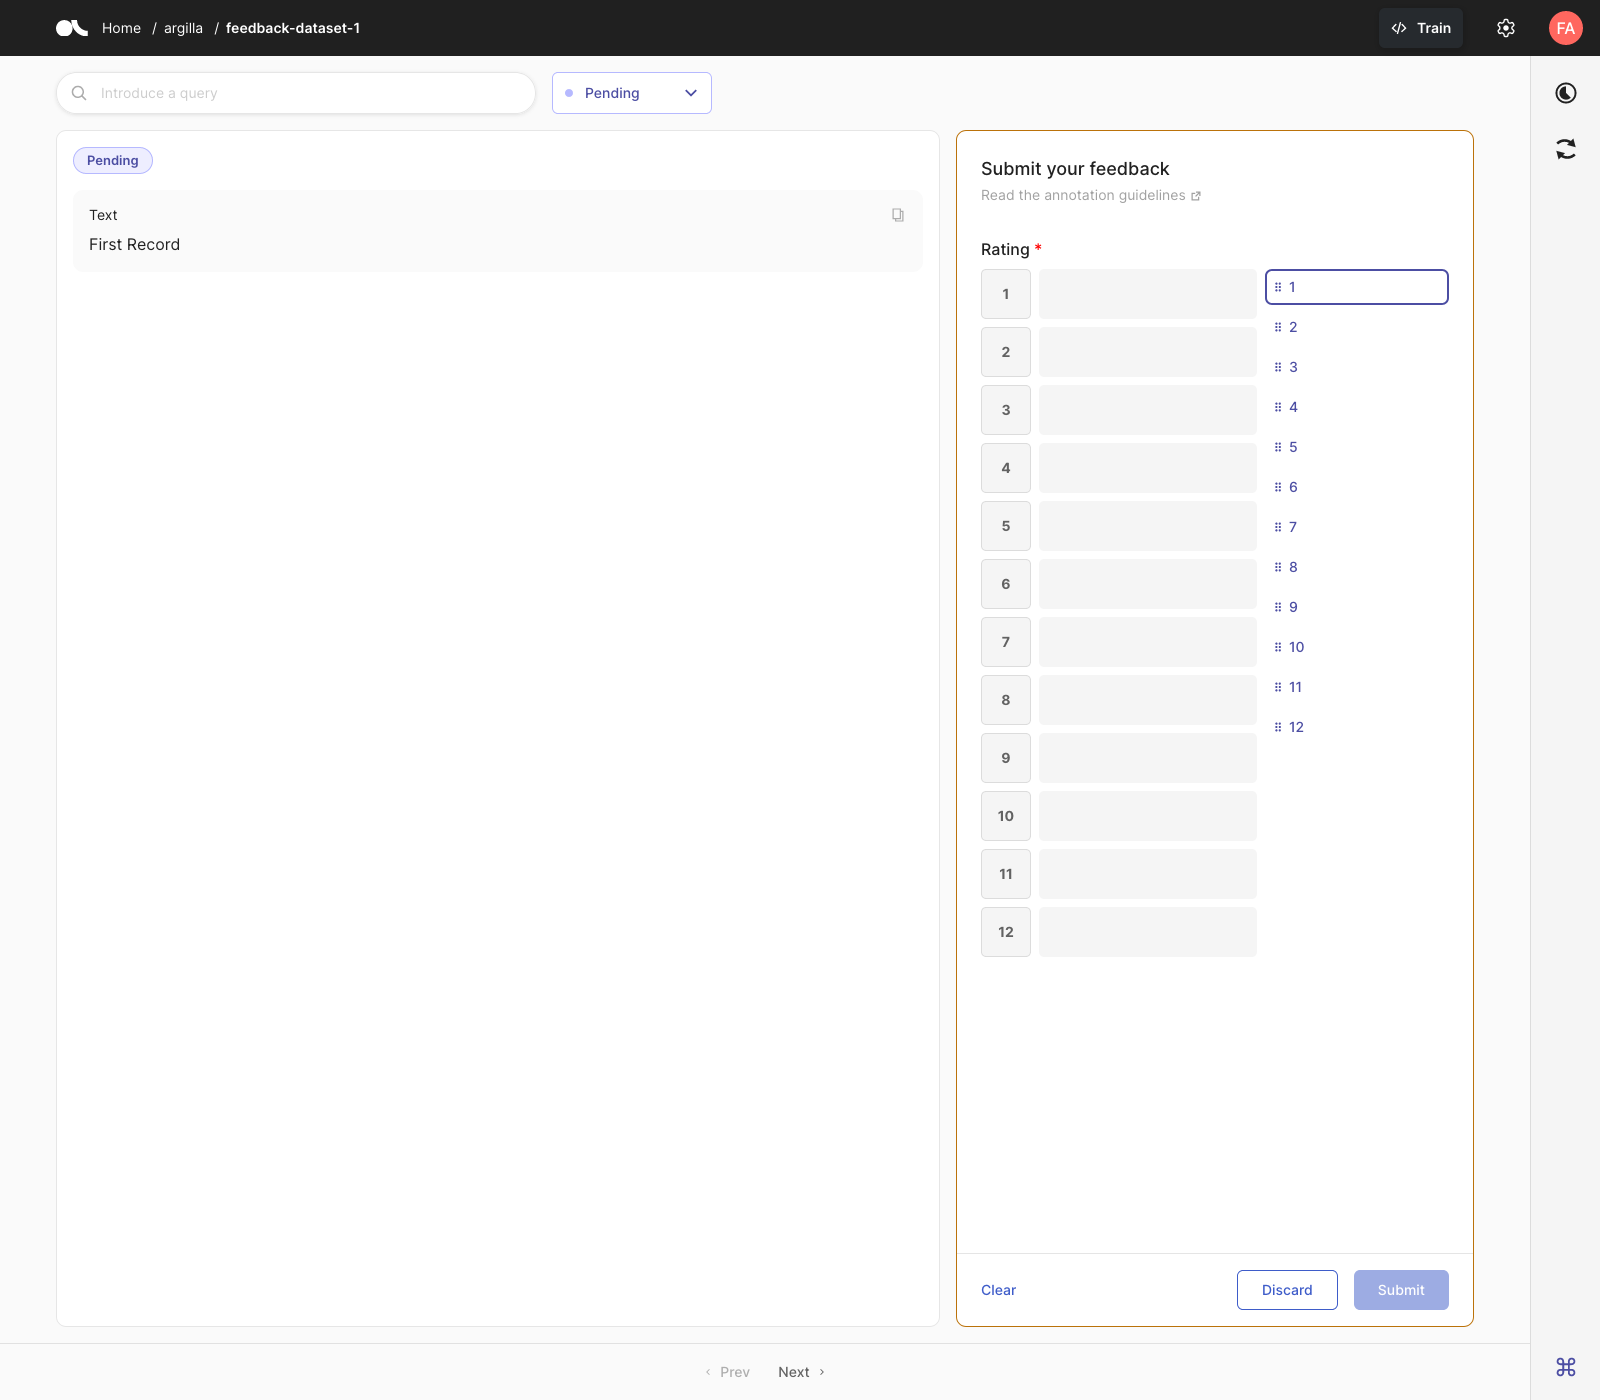 Home / argilla / feedback-dataset-1
Train
FA
Introduce a query
Pending
Pending
Text
First Record
Submit your feedback
Read the annotation guidelines
Rating *
1
2
3
4
5
6
7
8
9
10
11
12
1
2
3
4
5
6
7
8
9
10
11
12
Clear
Discard
Submit
Prev
Next